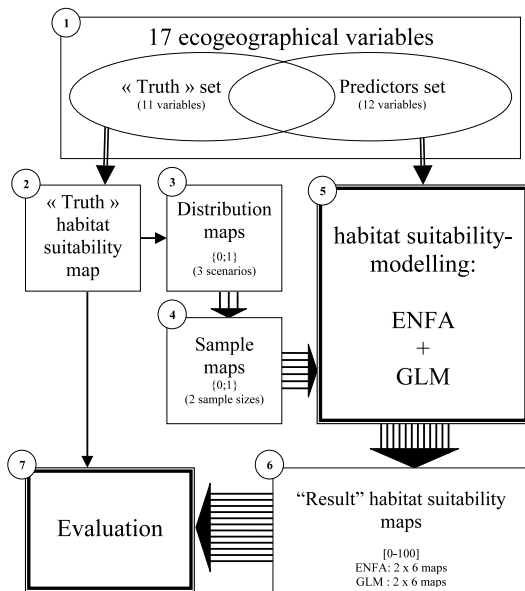 1
17 ecogeographical variables
« Truth » set
(11 variables)
Predictors set
(12 variables)
2
« Truth »
habitat
suitability
map
3
Distribution
maps
{0;1}
(3 scenarios)
4
Sample
maps
{0;1}
(2 sample sizes)
5
habitat suitability-
modelling:
ENFA
+
GLM
6
“Result” habitat suitability
maps
[0-100]
ENFA: 2 x 6 maps
GLM : 2 x 6 maps
7
Evaluation